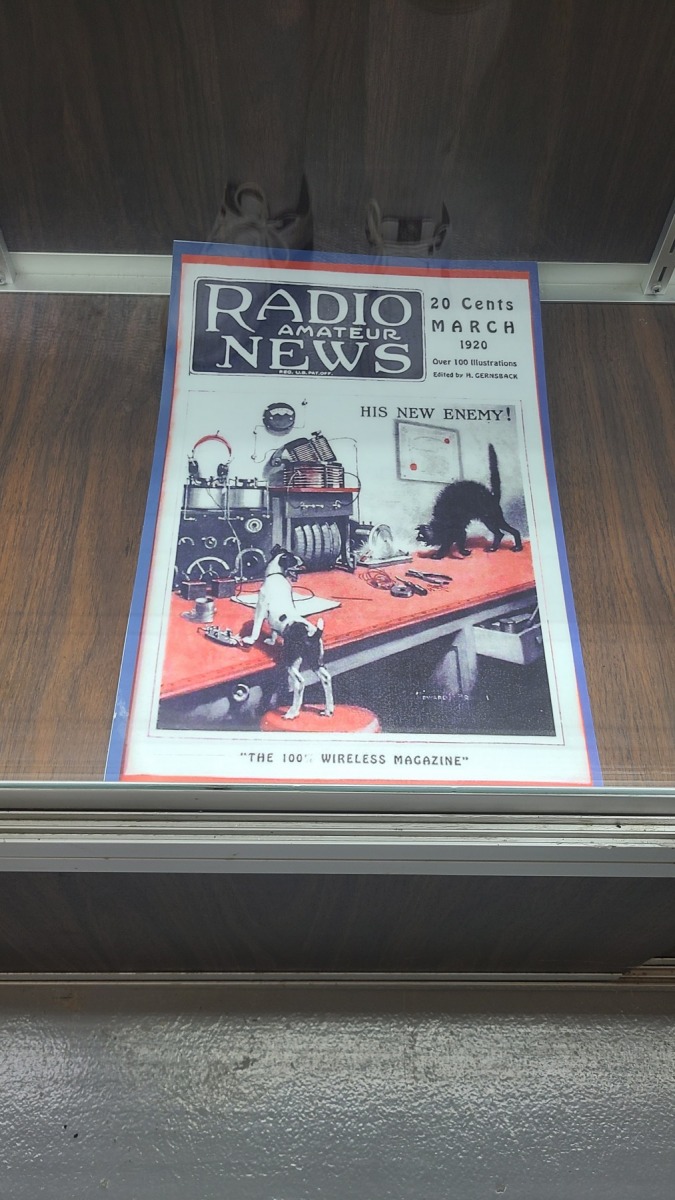 RADIO
AMATEUR
NEWS
REG. U.S. PAT. OFF.
20 Cents
MARCH
1920
Over 100 Illustrations
Edited by H. GERNSBACK
HIS NEW ENEMY!
"THE 100% WIRELESS MAGAZINE"